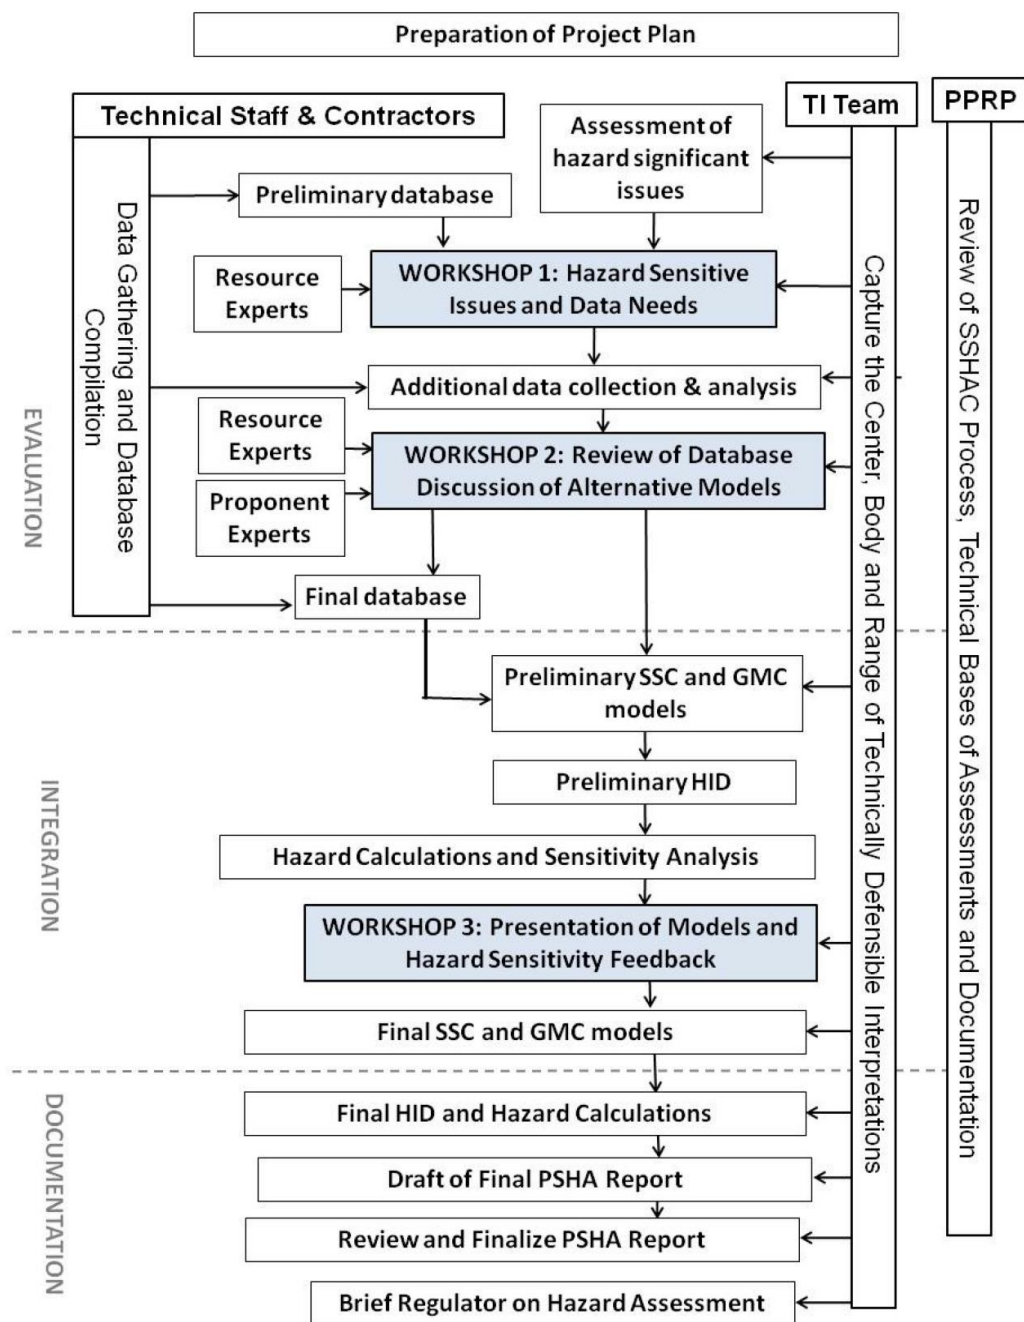 Preparation of Project Plan
Technical Staff & Contractors
TI Team
PPRP
Assessment of
hazard significant
issues
Preliminary database
Data Gathering and Database
Compilation
Resource
Experts
WORKSHOP 1: Hazard Sensitive
Issues and Data Needs
Additional data collection & analysis
Resource
Experts
Proponent
Experts
WORKSHOP 2: Review of Database
Discussion of Alternative Models
Final database
EVALUATION
Capture the Center, Body and Range of Technically Defensible Interpretations
Review of SSHAC Process, Technical Bases of Assessments and Documentation
Preliminary SSC and GMC
models
Preliminary HID
Hazard Calculations and Sensitivity Analysis
INTEGRATION
WORKSHOP 3: Presentation of Models and
Hazard Sensitivity Feedback
Final SSC and GMC models
DOCUMENTATION
Final HID and Hazard Calculations
Draft of Final PSHA Report
Review and Finalize PSHA Report
Brief Regulator on Hazard Assessment